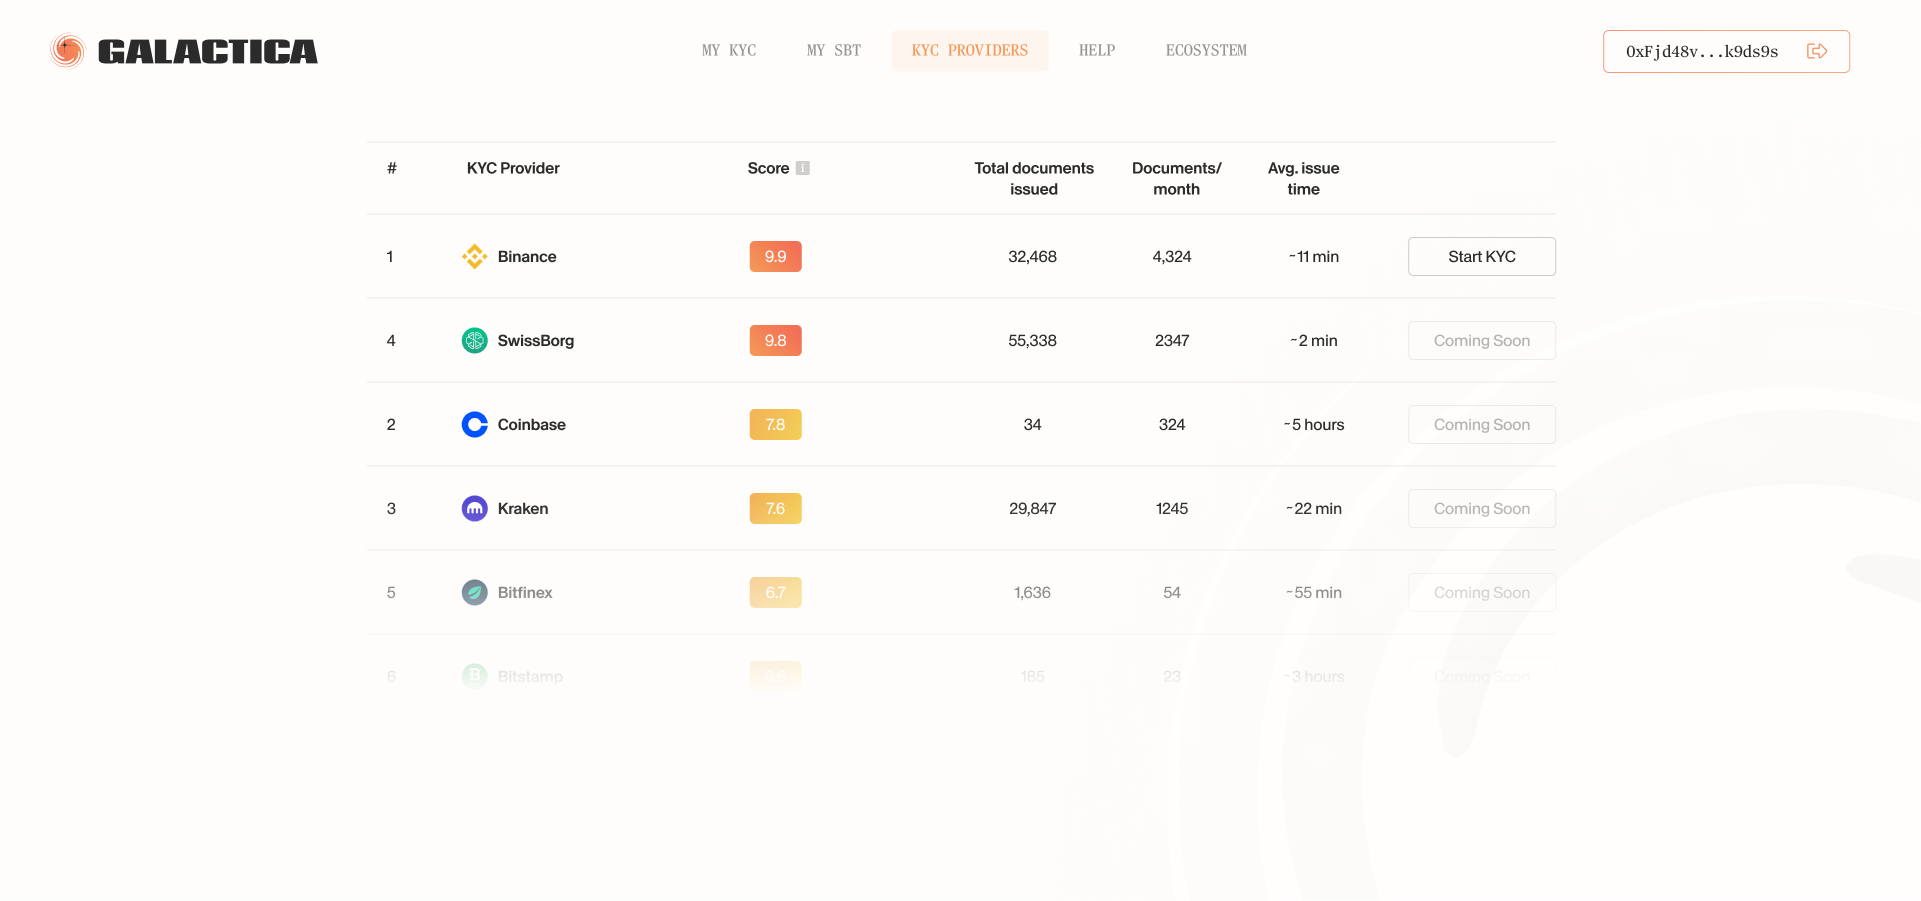 GALACTICA
MY KYC MY SBT KYC PROVIDERS HELP ECOSYSTEM
0xFjd48v...k9ds9s
# KYC Provider Score i Total documents issued Documents/month Avg. issue time
1 Binance 9.9 32,468 4,324 ~11 min Start KYC
4 SwissBorg 9.8 55,338 2347 ~2 min Coming Soon
2 Coinbase 7.8 34 324 ~5 hours Coming Soon
3 Kraken 7.6 29,847 1245 ~22 min Coming Soon
5 Bitfinex 6.7 1,636 54 ~55 min Coming Soon
6 Bitstamp 185 23 ~3 hours Coming Soon